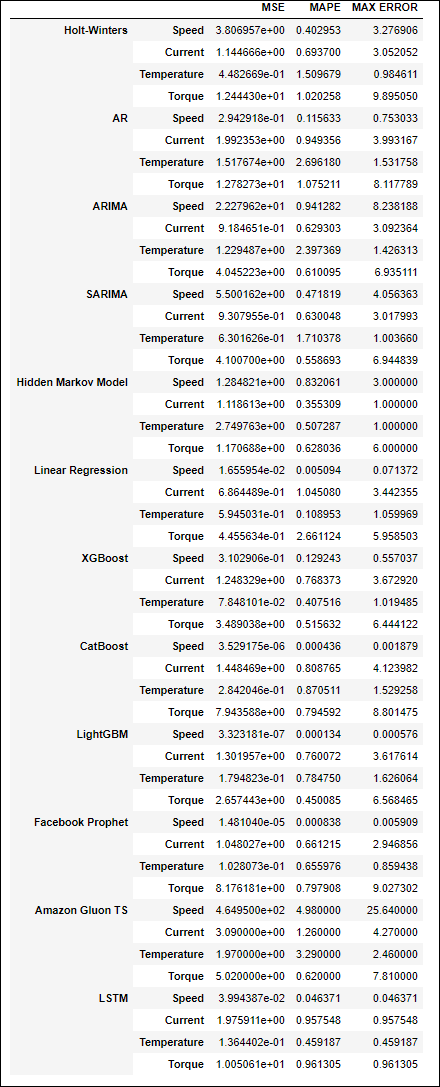 MSE MAPE MAX ERROR
Holt-Winters Speed 3.806957e+00 0.402953 3.276906
Current 1.144666e+00 0.693700 3.052052
Temperature 4.482669e-01 1.509679 0.984611
Torque 1.244430e+01 1.020258 9.895050
AR Speed 2.942918e-01 0.115633 0.753033
Current 1.992353e+00 0.949356 3.993167
Temperature 1.517674e+00 2.696180 1.531758
Torque 1.278273e+01 1.075211 8.117789
ARIMA Speed 2.227962e+01 0.941282 8.238188
Current 9.184651e-01 0.629303 3.092364
Temperature 1.229487e+00 2.397369 1.426313
Torque 4.045223e+00 0.610095 6.935111
SARIMA Speed 5.500162e+00 0.471819 4.056363
Current 9.307955e-01 0.630048 3.017993
Temperature 6.301626e-01 1.710378 1.003660
Torque 4.100700e+00 0.558693 6.944839
Hidden Markov Model Speed 1.284821e+00 0.832061 3.000000
Current 1.118613e+00 0.355309 1.000000
Temperature 2.749763e+00 0.507287 1.000000
Torque 1.170688e+00 0.628036 6.000000
Linear Regression Speed 1.655954e-02 0.005094 0.071372
Current 6.864489e-01 1.045080 3.442355
Temperature 5.945031e-01 0.108953 1.059969
Torque 4.455634e-01 2.661124 5.958503
XGBoost Speed 3.102906e-01 0.129243 0.557037
Current 1.248329e+00 0.768373 3.672920
Temperature 7.848101e-02 0.407516 1.019485
Torque 3.489038e+00 0.515632 6.444122
CatBoost Speed 3.529175e-06 0.000436 0.001879
Current 1.448469e+00 0.808765 4.123982
Temperature 2.842046e-01 0.870511 1.529258
Torque 7.943588e+00 0.794592 8.801475
LightGBM Speed 3.323181e-07 0.000134 0.000576
Current 1.301957e+00 0.760072 3.617614
Temperature 1.794823e-01 0.784750 1.626064
Torque 2.657443e+00 0.450085 6.568465
Facebook Prophet Speed 1.481040e-05 0.000838 0.005909
Current 1.048027e+00 0.661215 2.946856
Temperature 1.028073e-01 0.655976 0.859438
Torque 8.176181e+00 0.797908 9.027302
Amazon Gluon TS Speed 4.649500e+02 4.980000 25.640000
Current 3.090000e+00 1.260000 4.270000
Temperature 1.970000e+00 3.290000 2.460000
Torque 5.020000e+00 0.620000 7.810000
LSTM Speed 3.994387e-02 0.046371 0.046371
Current 1.975911e+00 0.957548 0.957548
Temperature 1.364402e-01 0.459187 0.459187
Torque 1.005061e+01 0.961305 0.961305